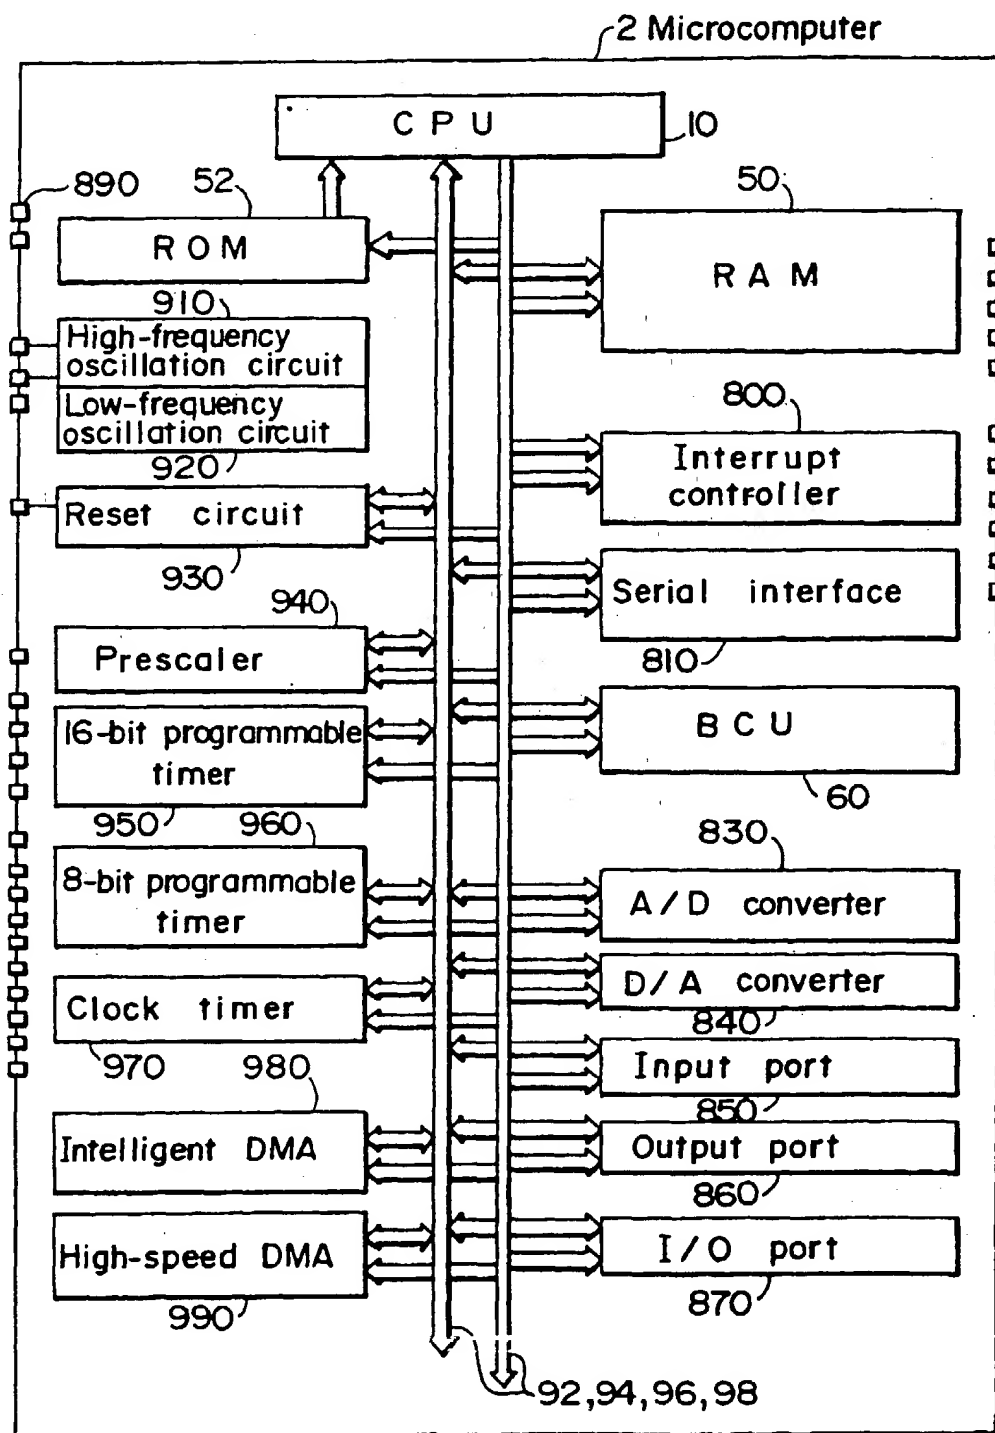 2 Microcomputer
CPU
10
890
52
50
ROM
RAM
910
High-frequency
oscillation circuit
Low-frequency
oscillation circuit
920
800
Interrupt
controller
Reset circuit
930
Serial interface
810
940
Prescaler
BCU
60
16-bit programmable
timer
950
960
830
8-bit programmable
timer
A/D converter
D/A converter
840
Clock timer
970
980
Input port
850
Intelligent DMA
Output port
860
High-speed DMA
990
I/O port
870
92,94,96,98